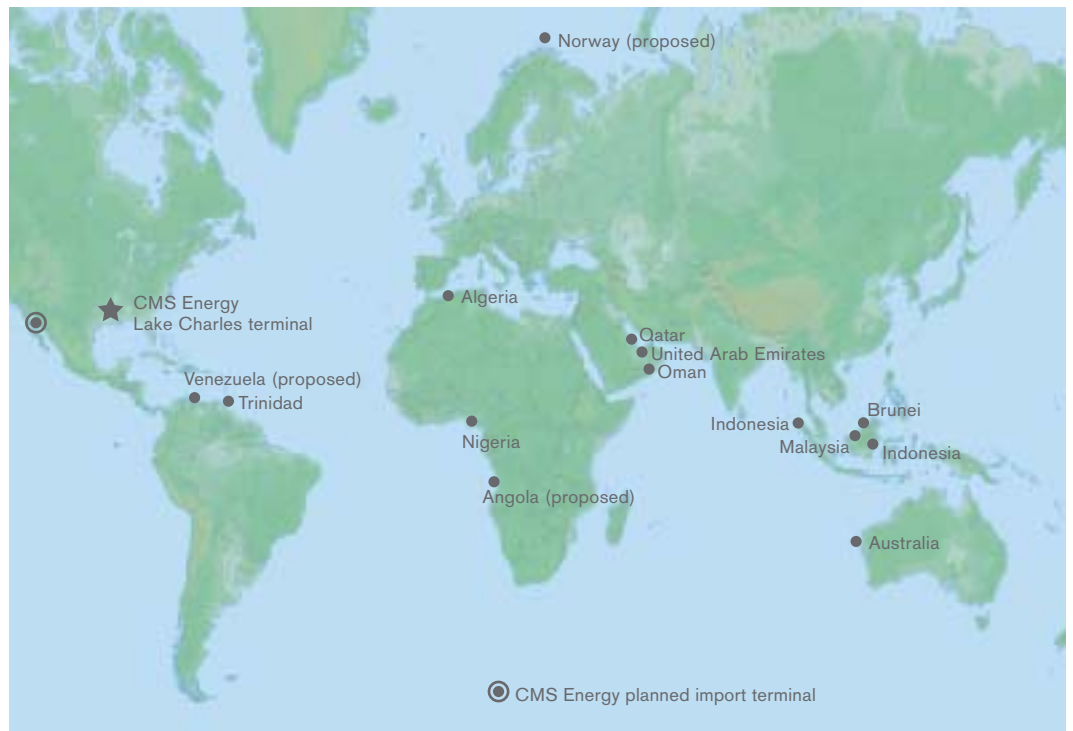 Norway (proposed)
Algeria
CMS Energy
Lake Charles terminal
Qatar
United Arab Emirates
Oman
Venezuela (proposed)
Trinidad
Brunei
Indonesia
Nigeria
Malaysia
Indonesia
Angola (proposed)
Australia
CMS Energy planned import terminal